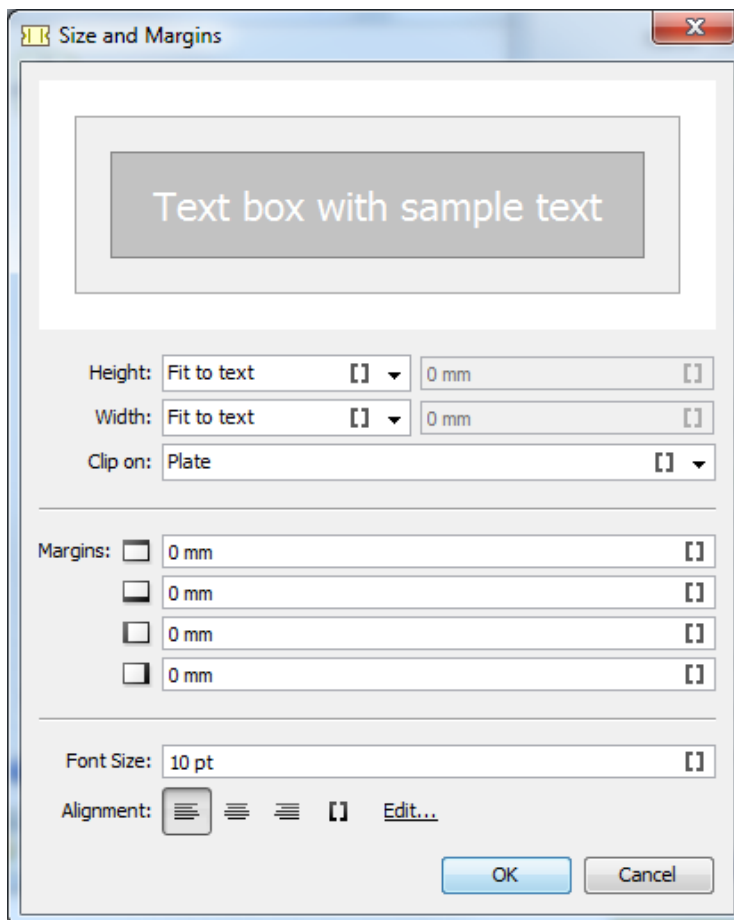 Size and Margins
Text box with sample text
Height: Fit to text [] 0 mm []
Width: Fit to text [] 0 mm []
Clip on: Plate []
Margins: 0 mm []
0 mm []
0 mm []
0 mm []
Font Size: 10 pt []
Alignment: [] Edit...
OK Cancel